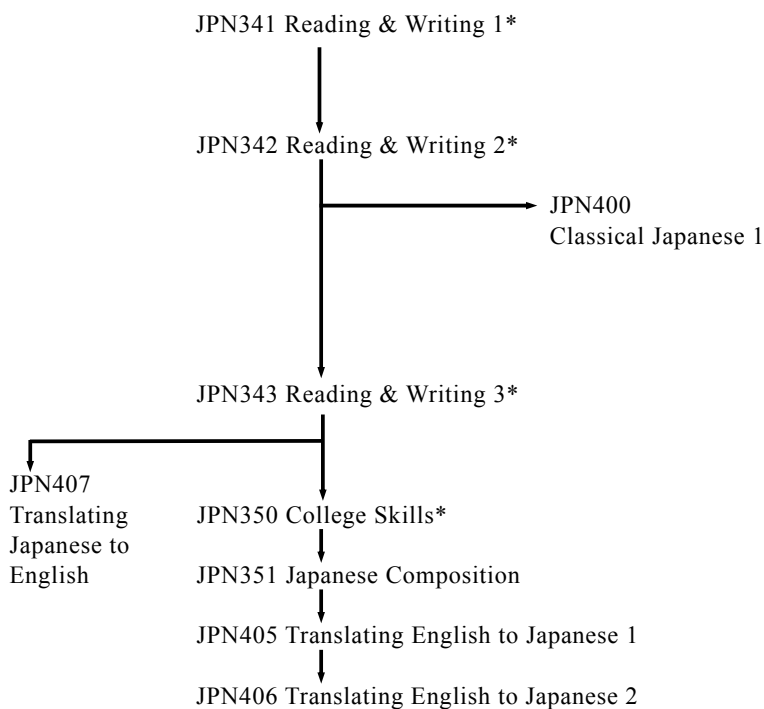 JPN341 Reading & Writing 1*
JPN342 Reading & Writing 2*
JPN400
Classical Japanese 1
JPN343 Reading & Writing 3*
JPN407
Translating
Japanese to
English
JPN350 College Skills*
JPN351 Japanese Composition
JPN405 Translating English to Japanese 1
JPN406 Translating English to Japanese 2